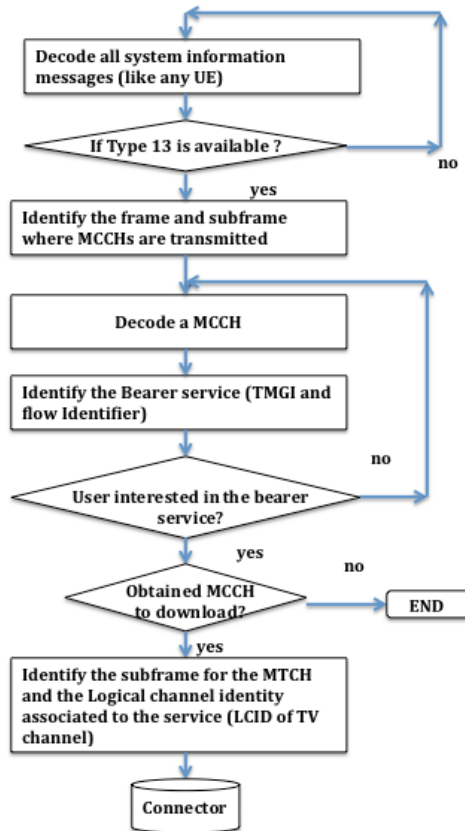 Decode all system information
messages (like any UE)
If Type 13 is available ?
no
yes
Identify the frame and subframe
where MCCHs are transmitted
Decode a MCCH
Identify the Bearer service (TMGI and
flow Identifier)
no
User interested in the bearer
service?
yes
no
Obtained MCCH
to download?
END
yes
Identify the subframe for the MTCH
and the Logical channel identity
associated to the service (LCID of TV
channel)
Connector